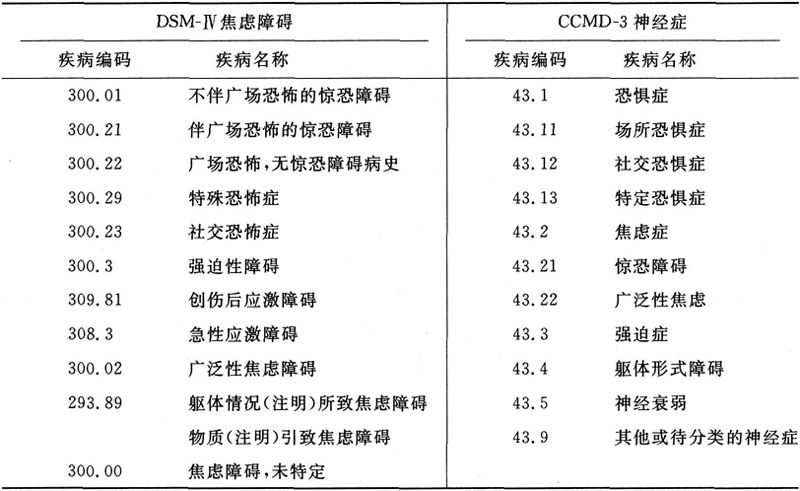 DSM-Ⅳ焦虑障碍 CCMD-3 神经症
疾病编码 疾病名称 疾病编码 疾病名称
300.01 不伴广场恐怖的惊恐障碍 43.1 恐惧症
300.21 伴广场恐怖的惊恐障碍 43.11 场所恐惧症
300.22 广场恐怖,无惊恐障碍病史 43.12 社交恐惧症
300.29 特殊恐怖症 43.13 特定恐惧症
300.23 社交恐怖症 43.2 焦虑症
300.3 强迫性障碍 43.21 惊恐障碍
309.81 创伤后应激障碍 43.22 广泛性焦虑
308.3 急性应激障碍 43.3 强迫症
300.02 广泛性焦虑障碍 43.4 躯体形式障碍
293.89 躯体情况(注明)所致焦虑障碍 43.5 神经衰弱
物质(注明)引致焦虑障碍 43.9 其他或待分类的神经症
300.00 焦虑障碍,未特定